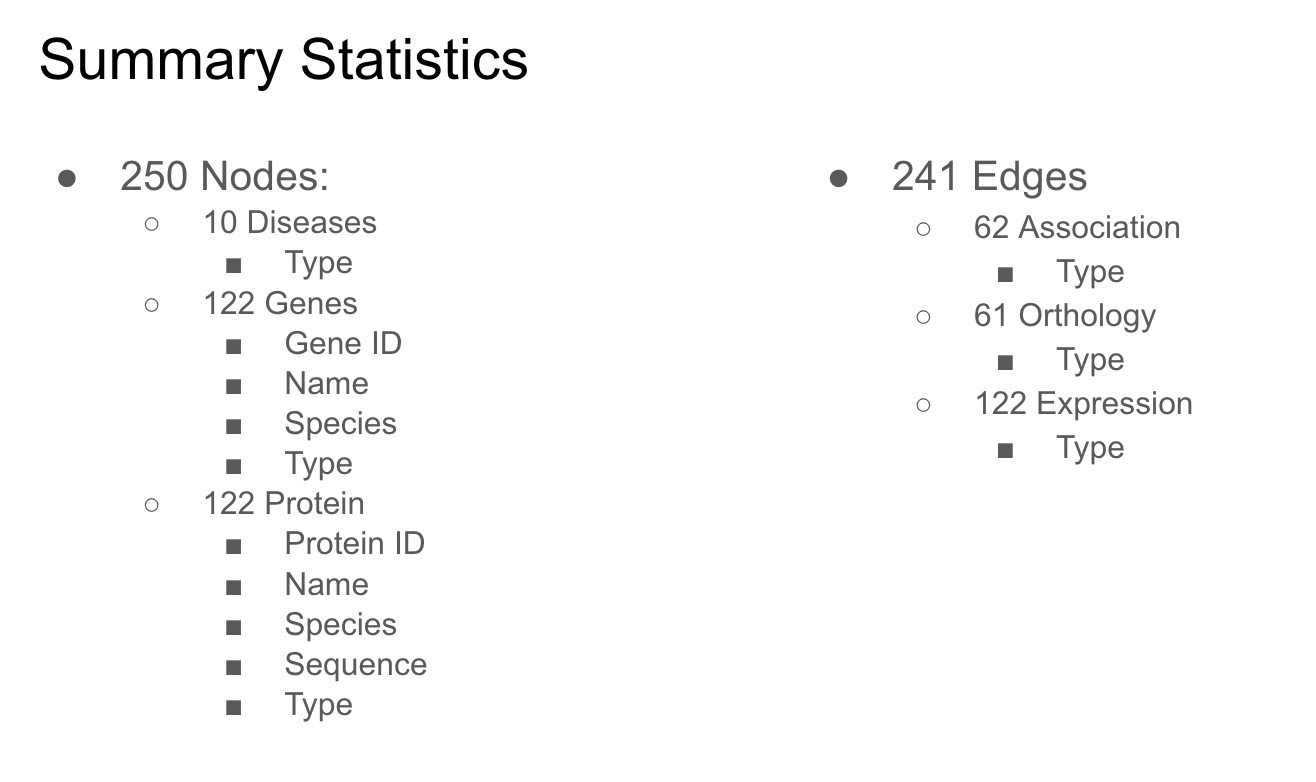 Summary Statistics
● 250 Nodes:
○ 10 Diseases
■ Type
○ 122 Genes
■ Gene ID
■ Name
■ Species
■ Type
○ 122 Protein
■ Protein ID
■ Name
■ Species
■ Sequence
■ Type
● 241 Edges
○ 62 Association
■ Type
○ 61 Orthology
■ Type
○ 122 Expression
■ Type